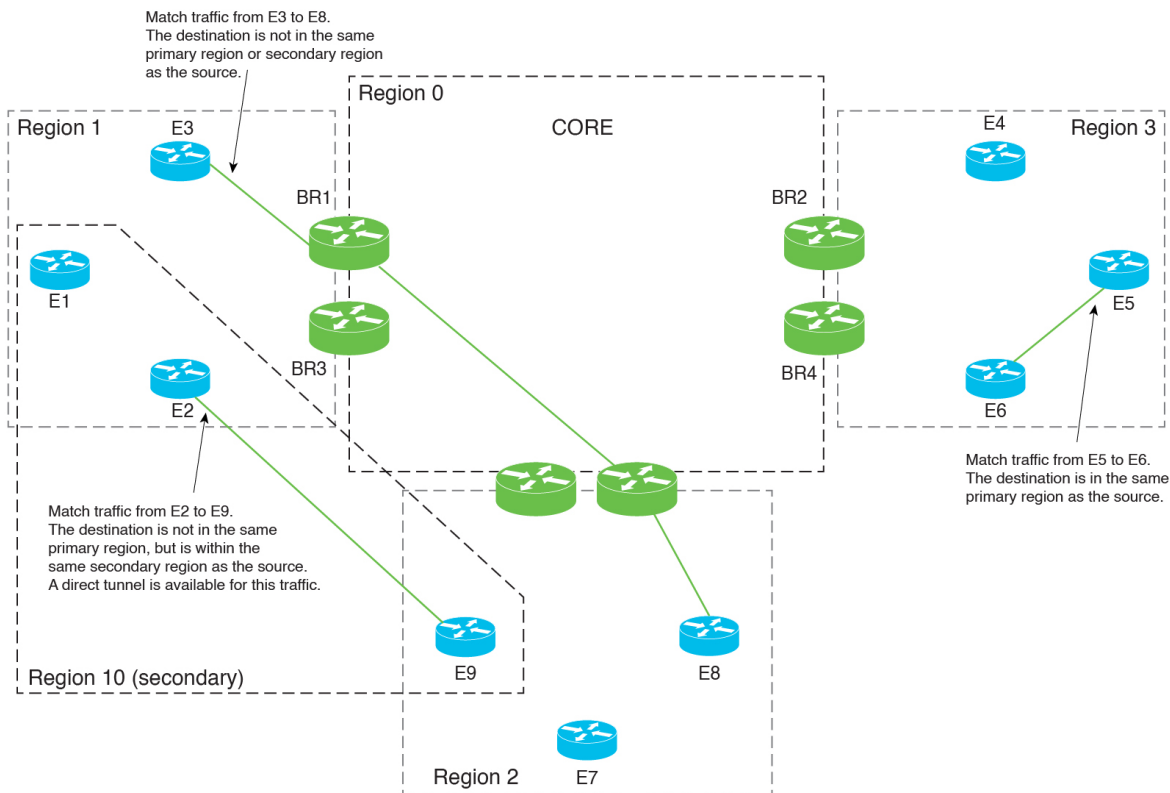 Match traffic from E3 to E8.
The destination is not in the same
primary region or secondary region
as the source.
Region 0
CORE
Region 1
E3
E4
Region 3
BR1
BR2
E1
E5
BR3
BR4
E2
E6
Match traffic from E5 to E6.
The destination is in the same
primary region as the source.
Match traffic from E2 to E9.
The destination is not in the same
primary region, but is within the
same secondary region as the source.
A direct tunnel is available for this traffic.
Region 10 (secondary)
E9
E8
E7
Region 2